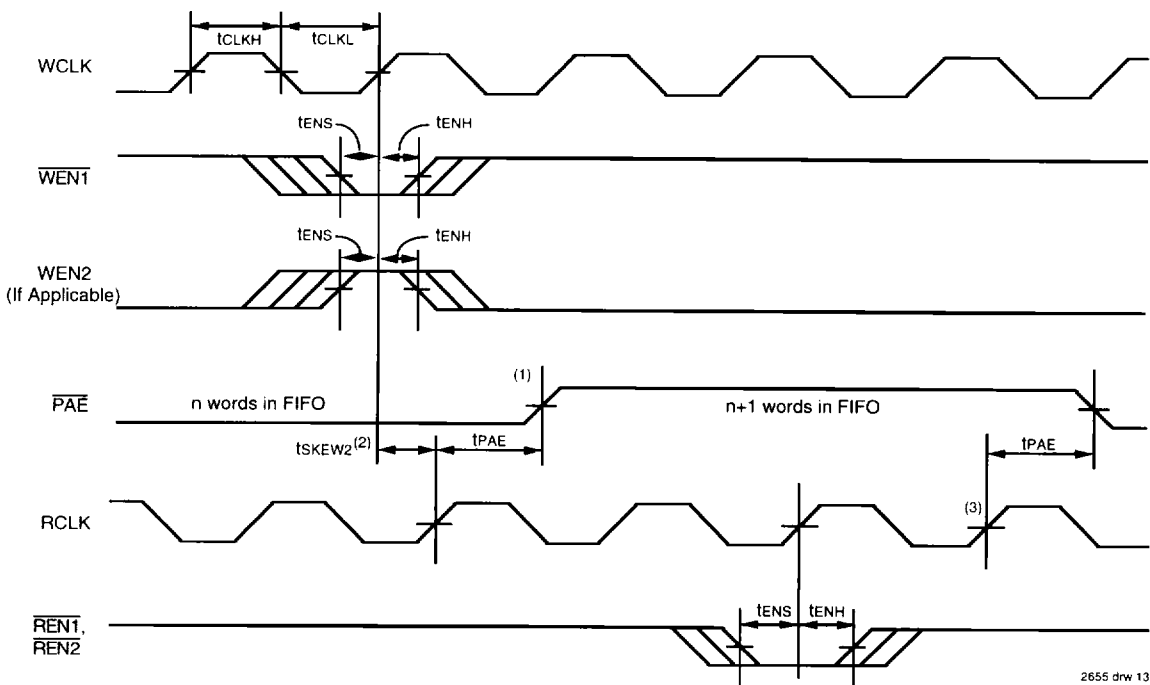 tCLKH
tCLKL
WCLK
tENS
tENH
WEN1
tENS
tENH
WEN2
(If Applicable)
(1)
PAE
n words in FIFO
n+1 words in FIFO
tSKEW2(2)
tPAE
tPAE
RCLK
(3)
REN1,
REN2
tENS
tENH
2655 drw 13